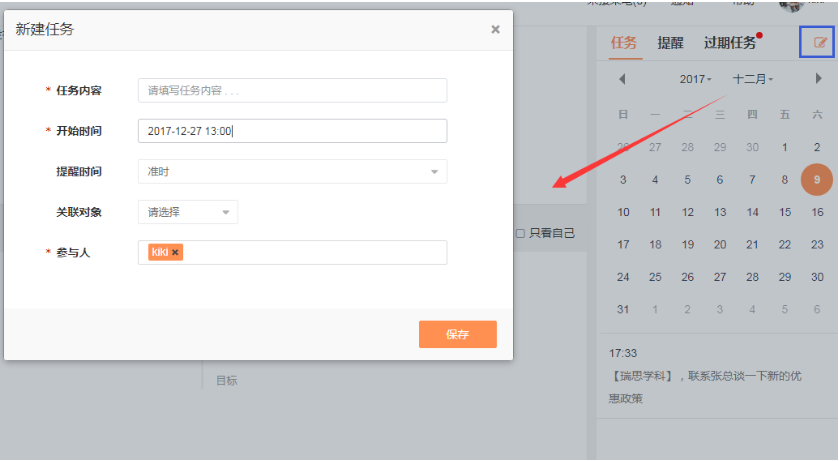 新建任务 ×
* 任务内容 请填写任务内容 . . .
* 开始时间 2017-12-27 13:00
提醒时间 准时
关联对象 请选择
* 参与人 kiki ×
保存
只看自己
目标
任务 提醒 过期任务
2017 十二月
日 一 二 三 四 五 六
26 27 28 29 30 1 2
3 4 5 6 7 8 9
10 11 12 13 14 15 16
17 18 19 20 21 22 23
24 25 26 27 28 29 30
31 1 2 3 4 5 6
17:33
【瑞思学科】，联系张总谈一下新的优
惠政策